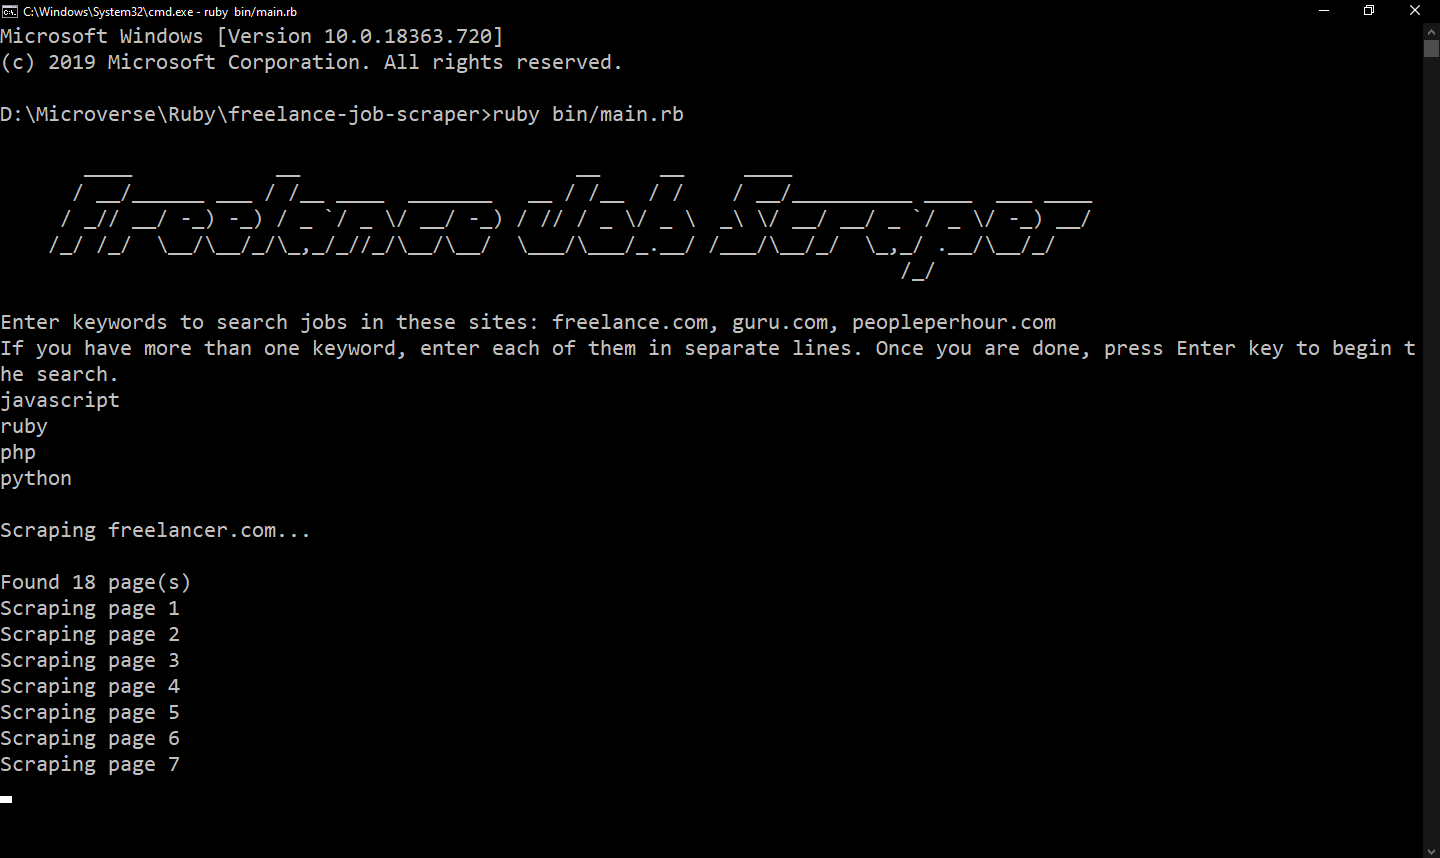 C:\Windows\System32\cmd.exe - ruby  bin/main.rb
Microsoft Windows [Version 10.0.18363.720]
(c) 2019 Microsoft Corporation. All rights reserved.
D:\Microverse\Ruby\freelance-job-scraper>ruby bin/main.rb
Freelance Job Scraper
Enter keywords to search jobs in these sites: freelance.com, guru.com, peopleperhour.com
If you have more than one keyword, enter each of them in separate lines. Once you are done, press Enter key to begin t
he search.
javascript
ruby
php
python
Scraping freelancer.com...
Found 18 page(s)
Scraping page 1
Scraping page 2
Scraping page 3
Scraping page 4
Scraping page 5
Scraping page 6
Scraping page 7